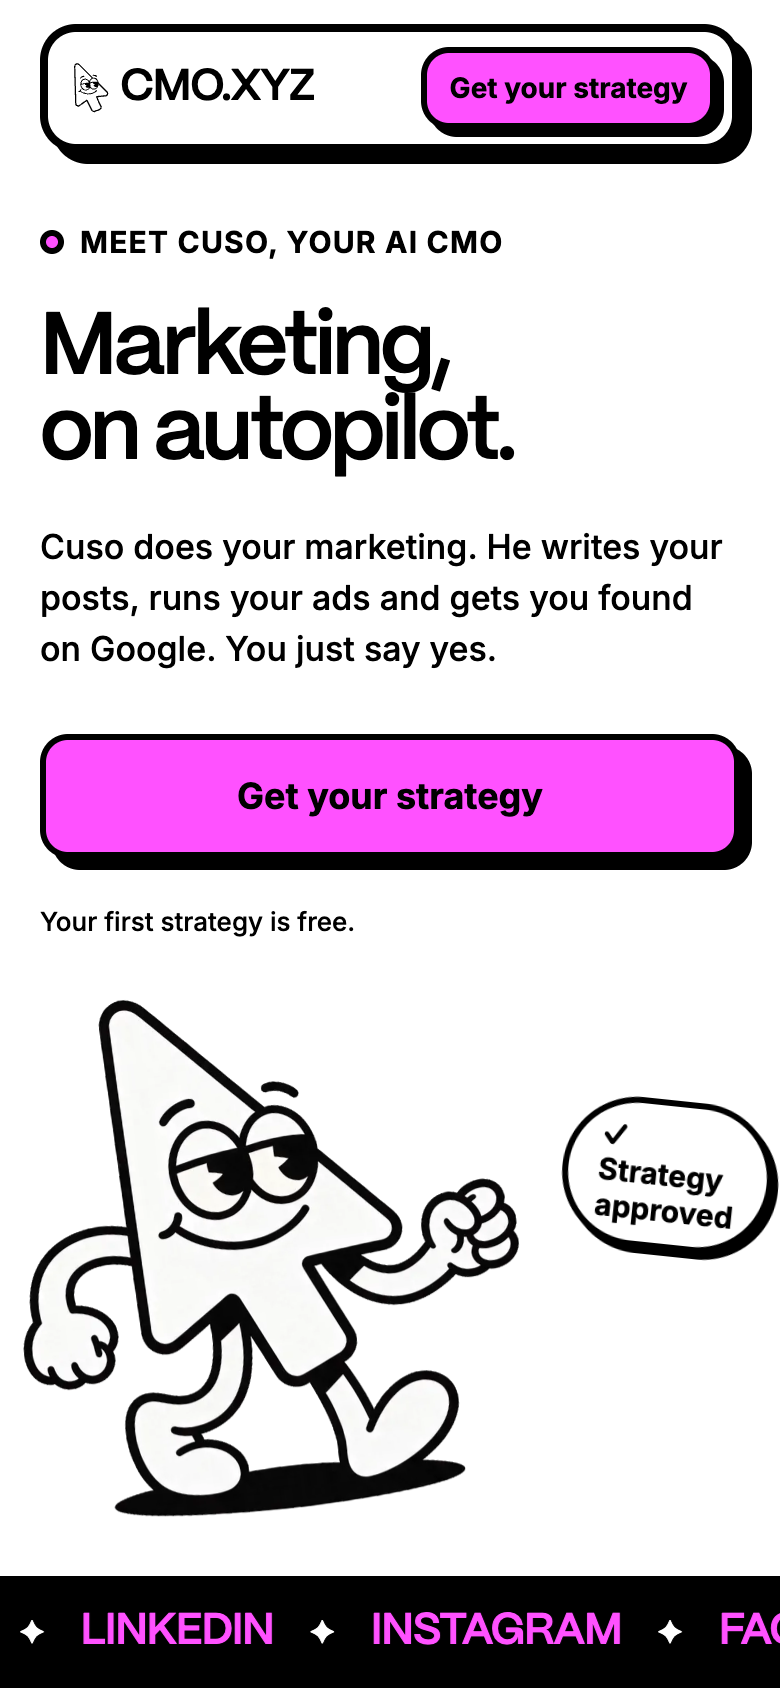 CMO.XYZ
Get your strategy
MEET CUSO, YOUR AI CMO
Marketing,
on autopilot.
Cuso does your marketing. He writes your
posts, runs your ads and gets you found
on Google. You just say yes.
Get your strategy
Your first strategy is free.
✓
Strategy
approved
✦ LINKEDIN ✦ INSTAGRAM ✦